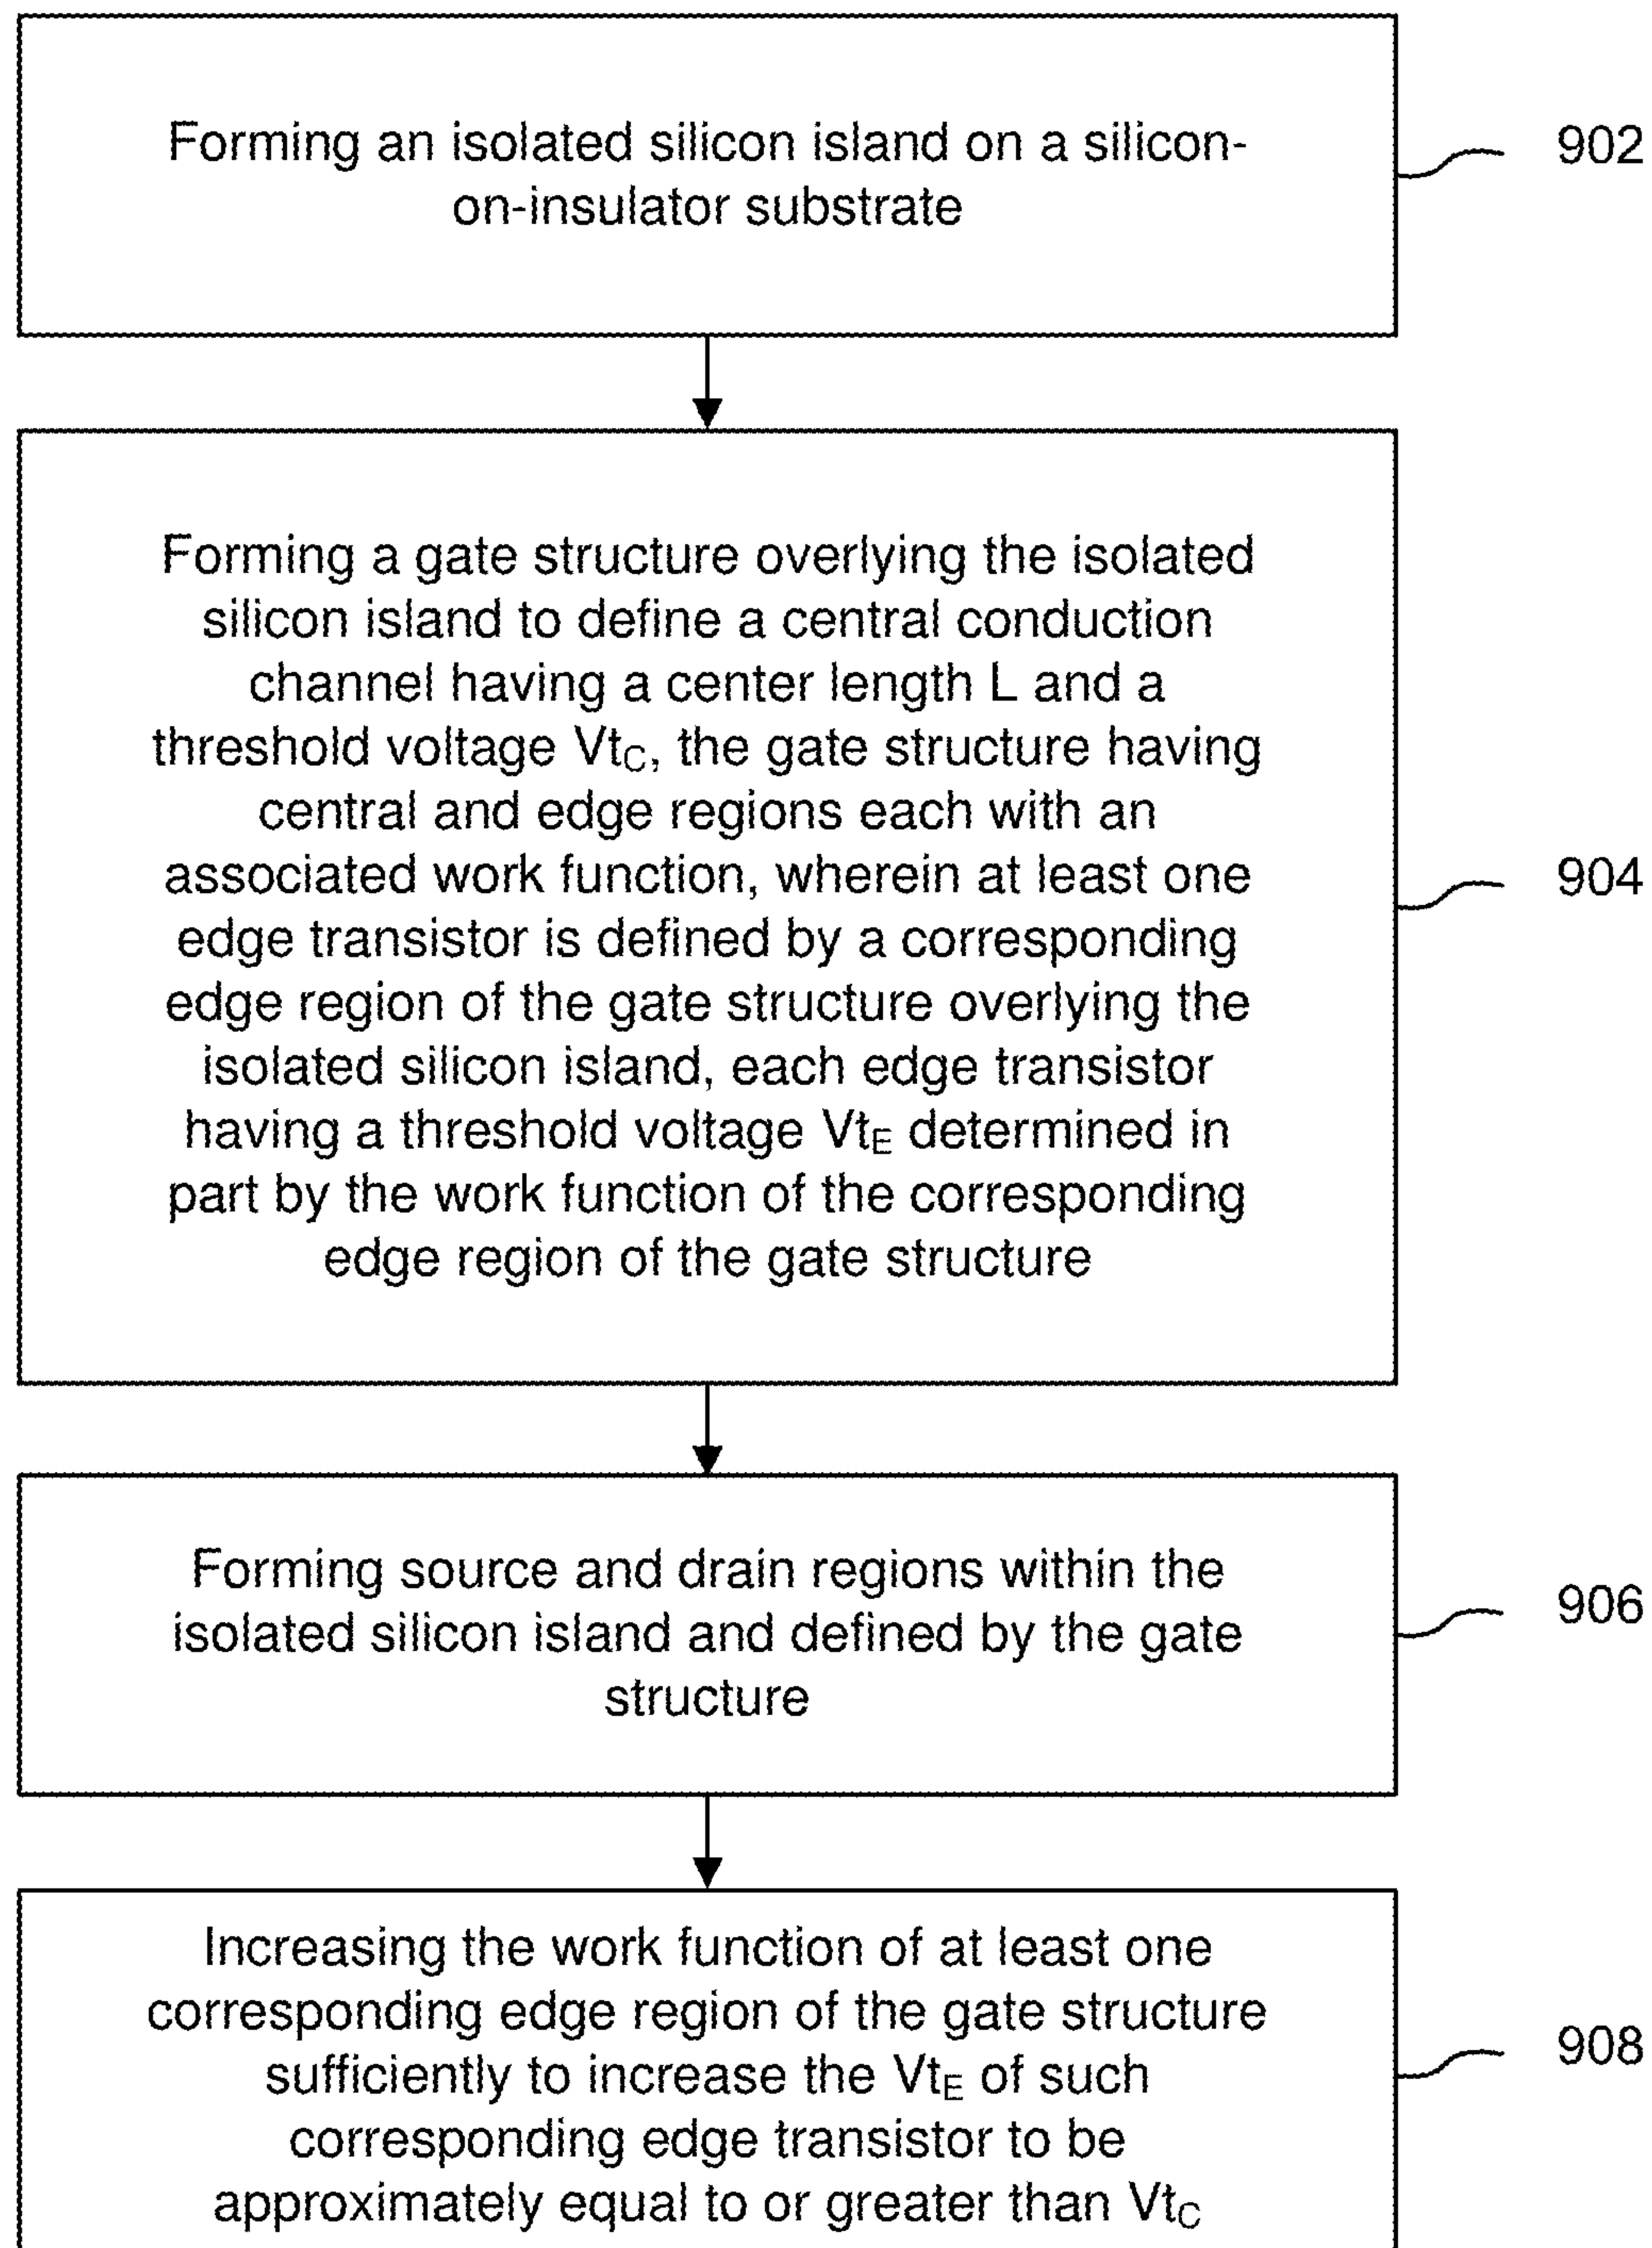 Forming an isolated silicon island on a silicon-
on-insulator substrate
902
Forming a gate structure overlying the isolated
silicon island to define a central conduction
channel having a center length L and a
threshold voltage VtC, the gate structure having
central and edge regions each with an
associated work function, wherein at least one
edge transistor is defined by a corresponding
edge region of the gate structure overlying the
isolated silicon island, each edge transistor
having a threshold voltage VtE determined in
part by the work function of the corresponding
edge region of the gate structure
904
Forming source and drain regions within the
isolated silicon island and defined by the gate
structure
906
Increasing the work function of at least one
corresponding edge region of the gate structure
sufficiently to increase the VtE of such
corresponding edge transistor to be
approximately equal to or greater than VtC
908